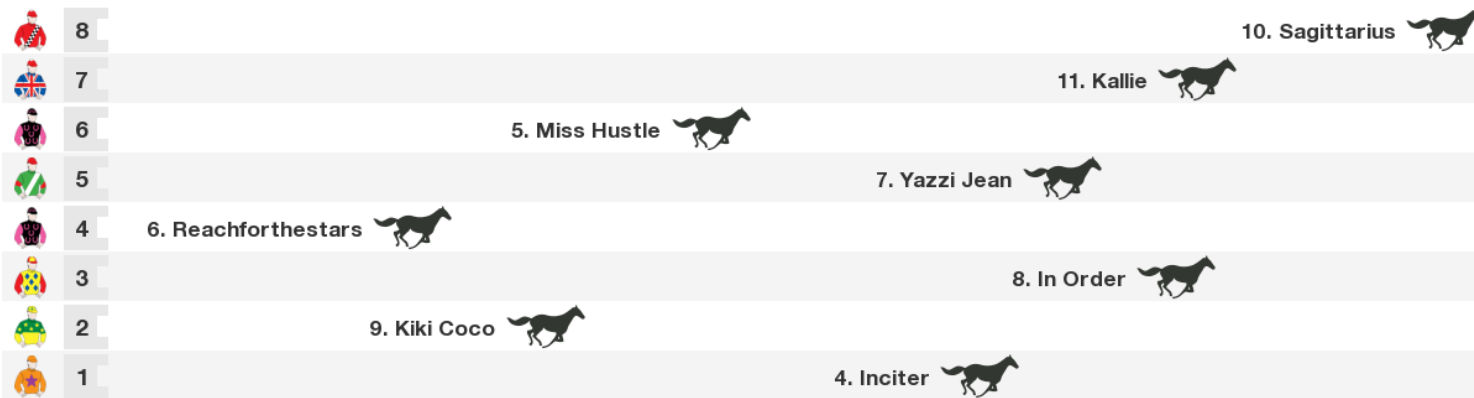 8 10. Sagittarius
7 11. Kallie
6 5. Miss Hustle
5 7. Yazzi Jean
4 6. Reachforthestars
3 8. In Order
2 9. Kiki Coco
1 4. Inciter